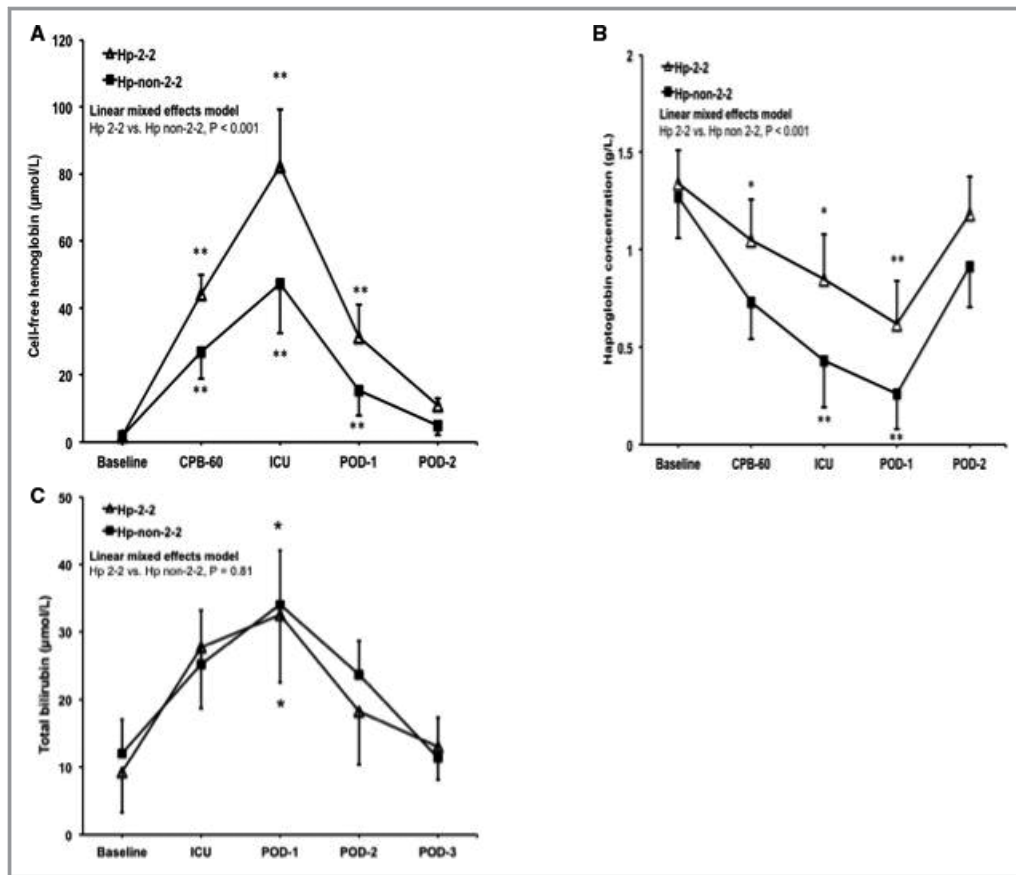 A
120
100
80
60
40
20
0
Cell-free hemoglobin (µmol/L)
Hp-2-2
Hp-non-2-2
Linear mixed effects model
Hp 2-2 vs. Hp non-2-2, P < 0.001
**
**
**
**
**
**
Baseline CPB-60 ICU POD-1 POD-2
B
2
1.5
1
0.5
0
Haptoglobin concentration (g/L)
Hp-2-2
Hp-non-2-2
Linear mixed effects model
Hp 2-2 vs. Hp non 2-2, P < 0.001
*
*
**
**
**
Baseline CPB-60 ICU POD-1 POD-2
C
50
40
30
20
10
0
Total bilirubin (µmol/L)
Hp-2-2
Hp-non-2-2
Linear mixed effects model
Hp 2-2 vs. Hp non-2-2, P = 0.81
*
*
Baseline ICU POD-1 POD-2 POD-3